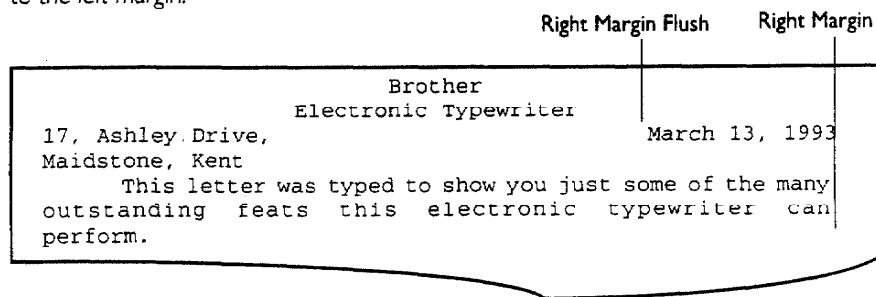 to the left margin.
Right Margin Flush Right Margin
Brother
Electronic Typewriter
17, Ashley Drive, March 13, 1993
Maidstone, Kent
This letter was typed to show you just some of the many
outstanding feats this electronic typewriter can
perform.